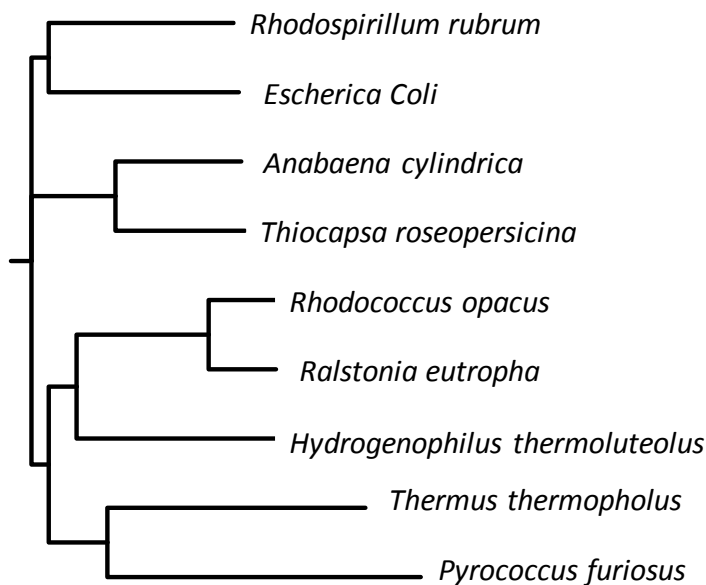 Rhodospirillum rubrum
Escherica Coli
Anabaena cylindrica
Thiocapsa roseopersicina
Rhodococcus opacus
Ralstonia eutropha
Hydrogenophilus thermoluteolus
Thermus thermopholus
Pyrococcus furiosus